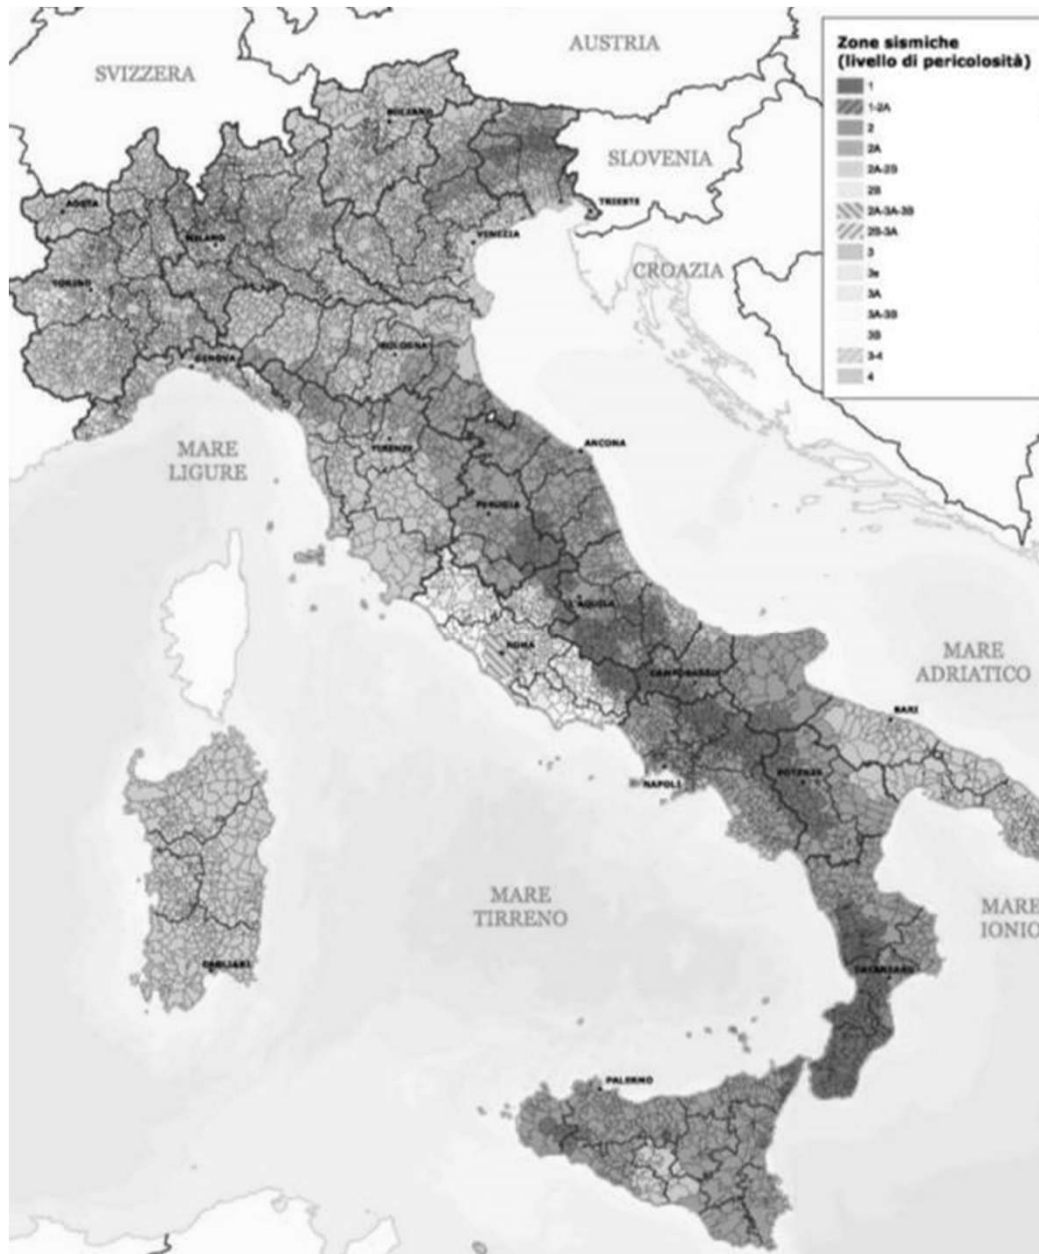 AUSTRIA
SVIZZERA
BOLZANO
SLOVENIA
AOSTA
TRIESTE
MILANO
VENEZIA
CROAZIA
TORINO
BOLOGNA
GENOVA
MARE
LIGURE
FIRENZE
ANCONA
PERUGIA
AQUILA
ROMA
MARE
ADRIATICO
CAMPOBASSO
BARI
POTENZA
NAPOLI
MARE
TIRRENO
MARE
IONIO
CAGLIARI
CATANZARO
PALERMO
Zone sismiche
(livello di pericolosità)
1
1-2A
2
2A
2A-2B
2B
2A-3A-3B
2B-3A
3
3s
3A
3A-3B
3B
3-4
4